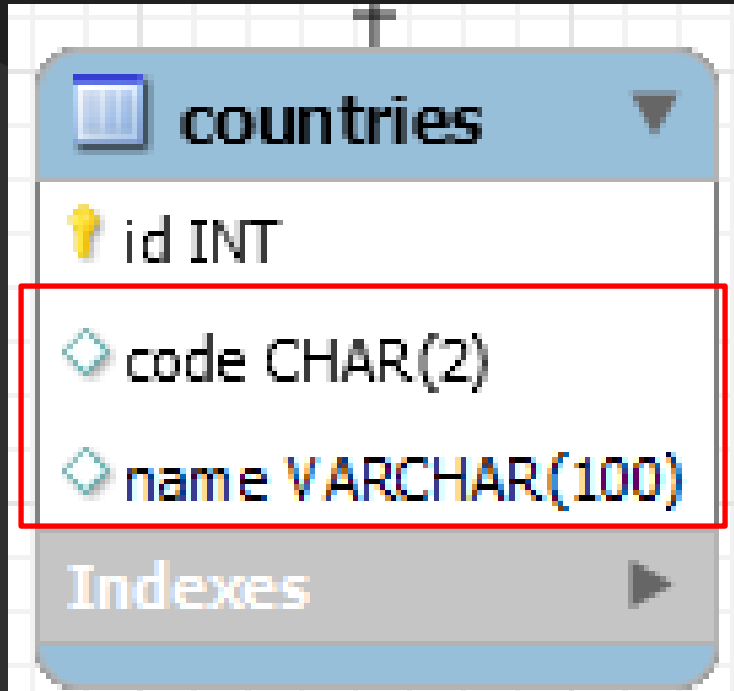 countries
id INT
code CHAR(2)
name VARCHAR(100)
Indexes